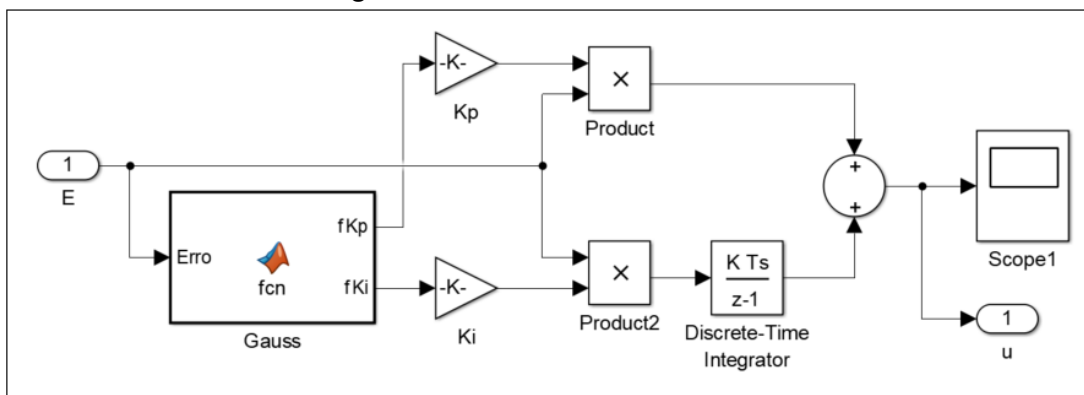 -K-
Kp
×
Product
1
E
Erro
fcn
fKp
fKi
Gauss
-K-
Ki
×
Product2
K Ts
z-1
Discrete-Time
Integrator
+
+
Scope1
1
u